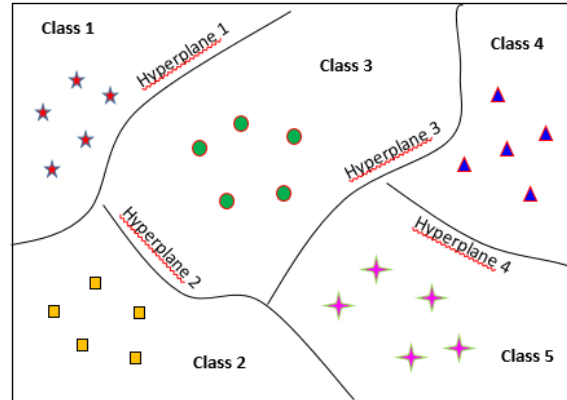 Class 1
Hyperplane 1
Class 3
Class 4
Hyperplane 3
Hyperplane 2
Hyperplane 4
Class 2
Class 5